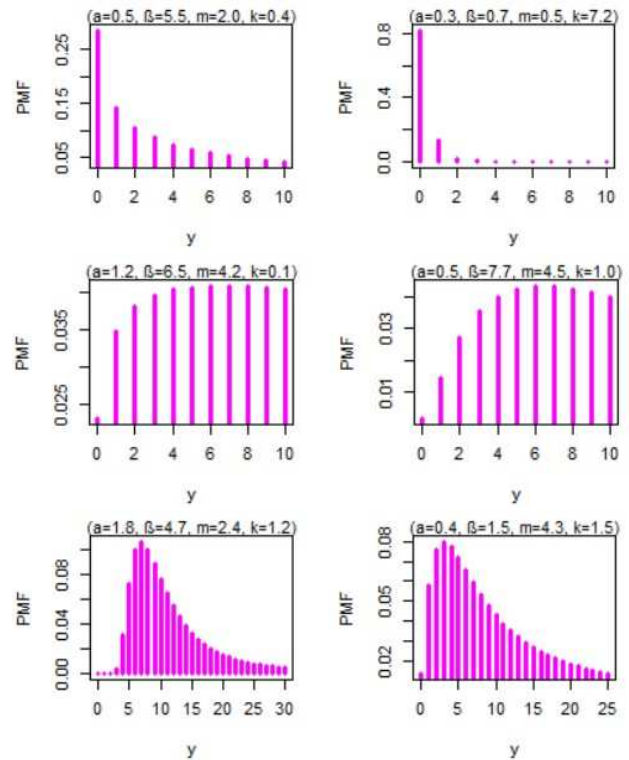 (a=0.5, ß=5.5, m=2.0, k=0.4)
PMF
0.05 0.15 0.25
0 2 4 6 8 10
y
(a=0.3, ß=0.7, m=0.5, k=7.2)
PMF
0.0 0.4 0.8
0 2 4 6 8 10
y
(a=1.2, ß=6.5, m=4.2, k=0.1)
PMF
0.025 0.035
0 2 4 6 8 10
y
(a=0.5, ß=7.7, m=4.5, k=1.0)
PMF
0.01 0.03
0 2 4 6 8 10
y
(a=1.8, ß=4.7, m=2.4, k=1.2)
PMF
0.00 0.04 0.08
0 5 10 15 20 25 30
y
(a=0.4, ß=1.5, m=4.3, k=1.5)
PMF
0.02 0.05 0.08
0 5 10 15 20 25
y